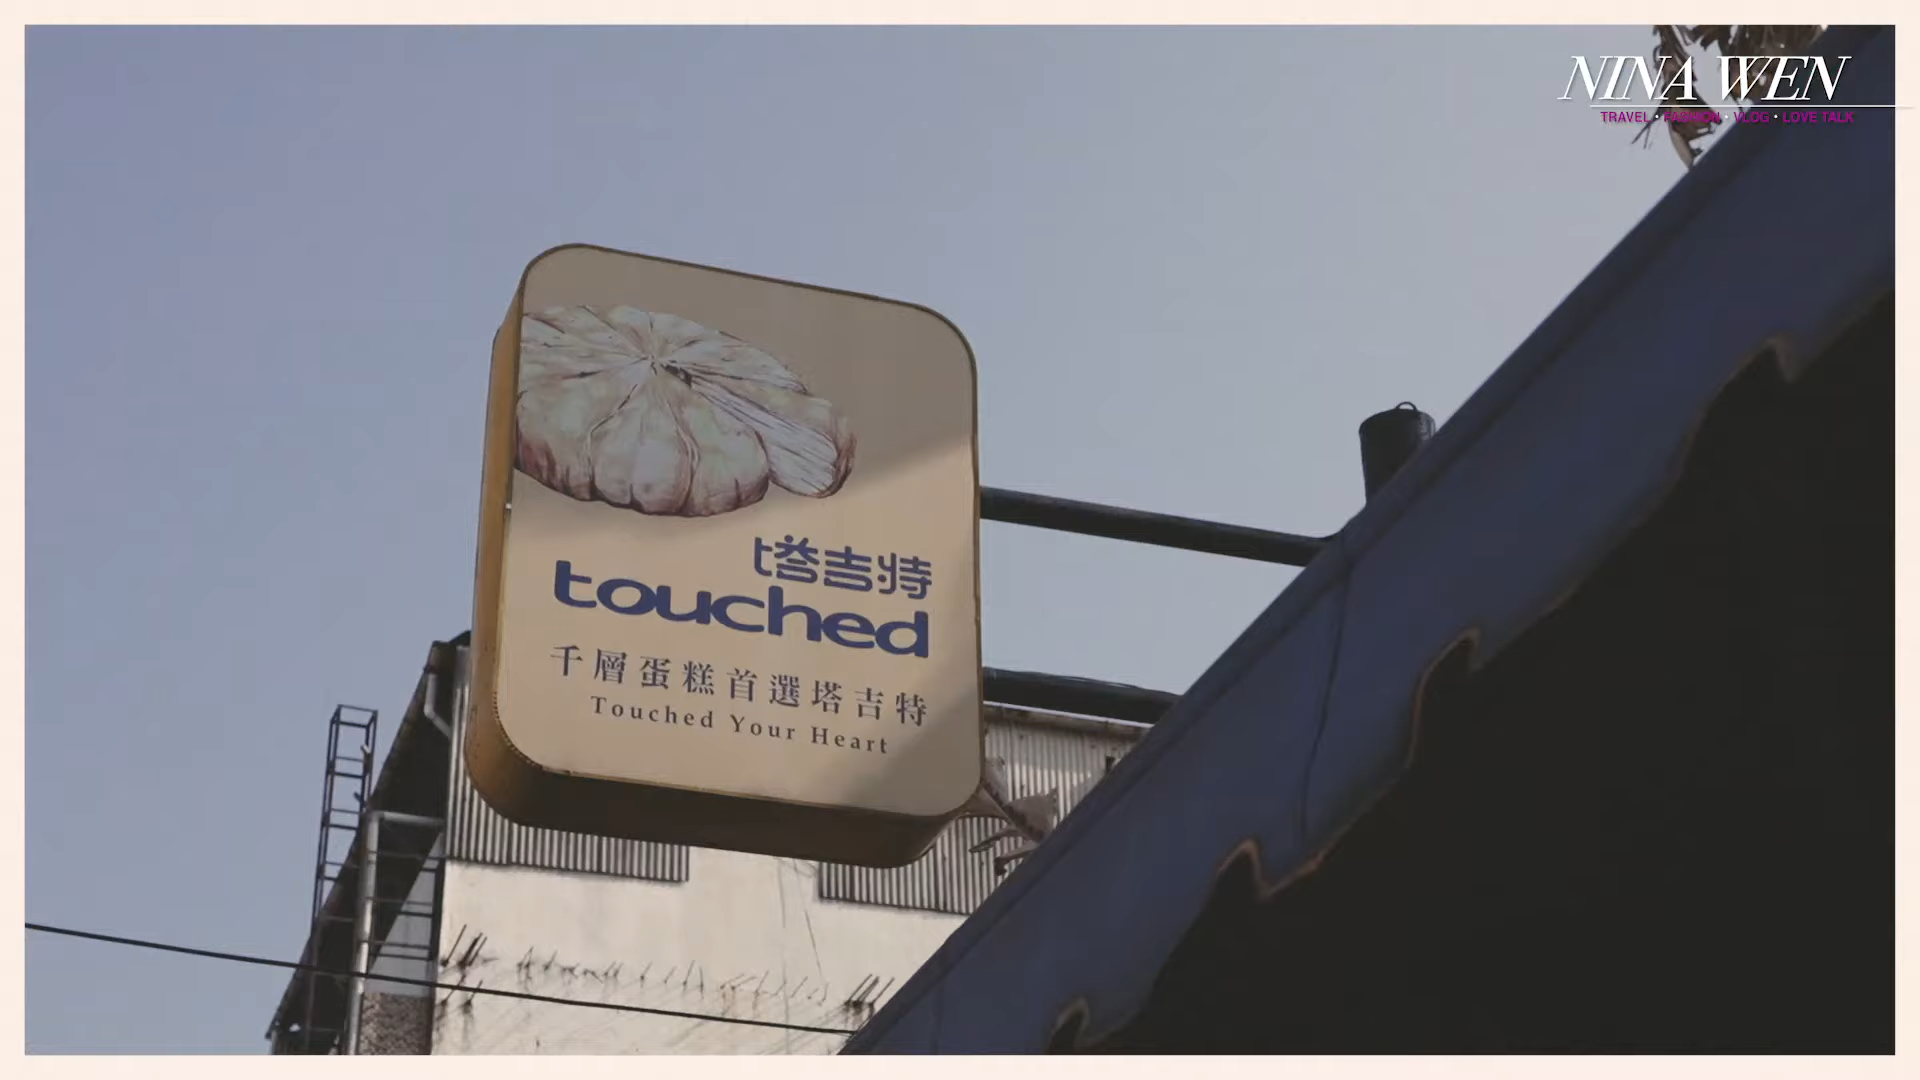 NINA WEN
TRAVEL • FASHION • VLOG • LOVE TALK
塔吉特
touched
千層蛋糕首選塔吉特
Touched Your Heart